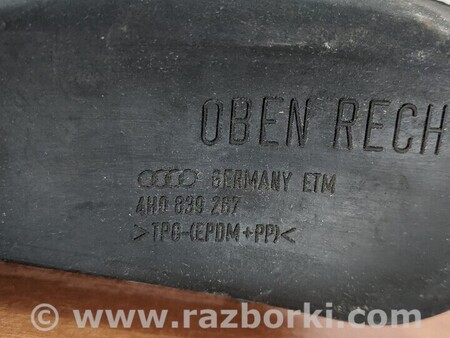 OBEN RECH
GERMANY ETM
4H0 839 267
>TPO-(EPDM+PP)<
www.razborki.com